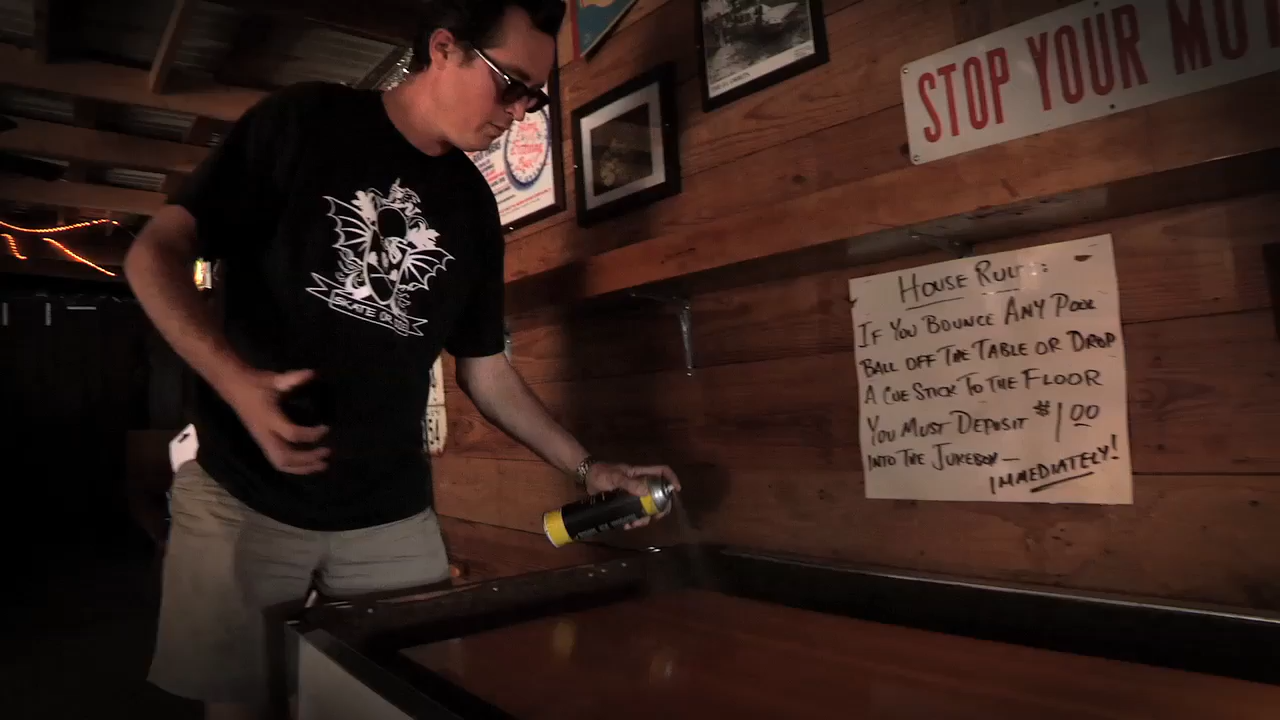 STOP YOUR
HOUSE RULES:
IF YOU BOUNCE ANY POOL
BALL OFF THE TABLE OR DROP
A CUE STICK TO THE FLOOR
YOU MUST DEPOSIT $1.00
INTO THE JUKEBOX—
IMMEDIATELY!
SKATE OR